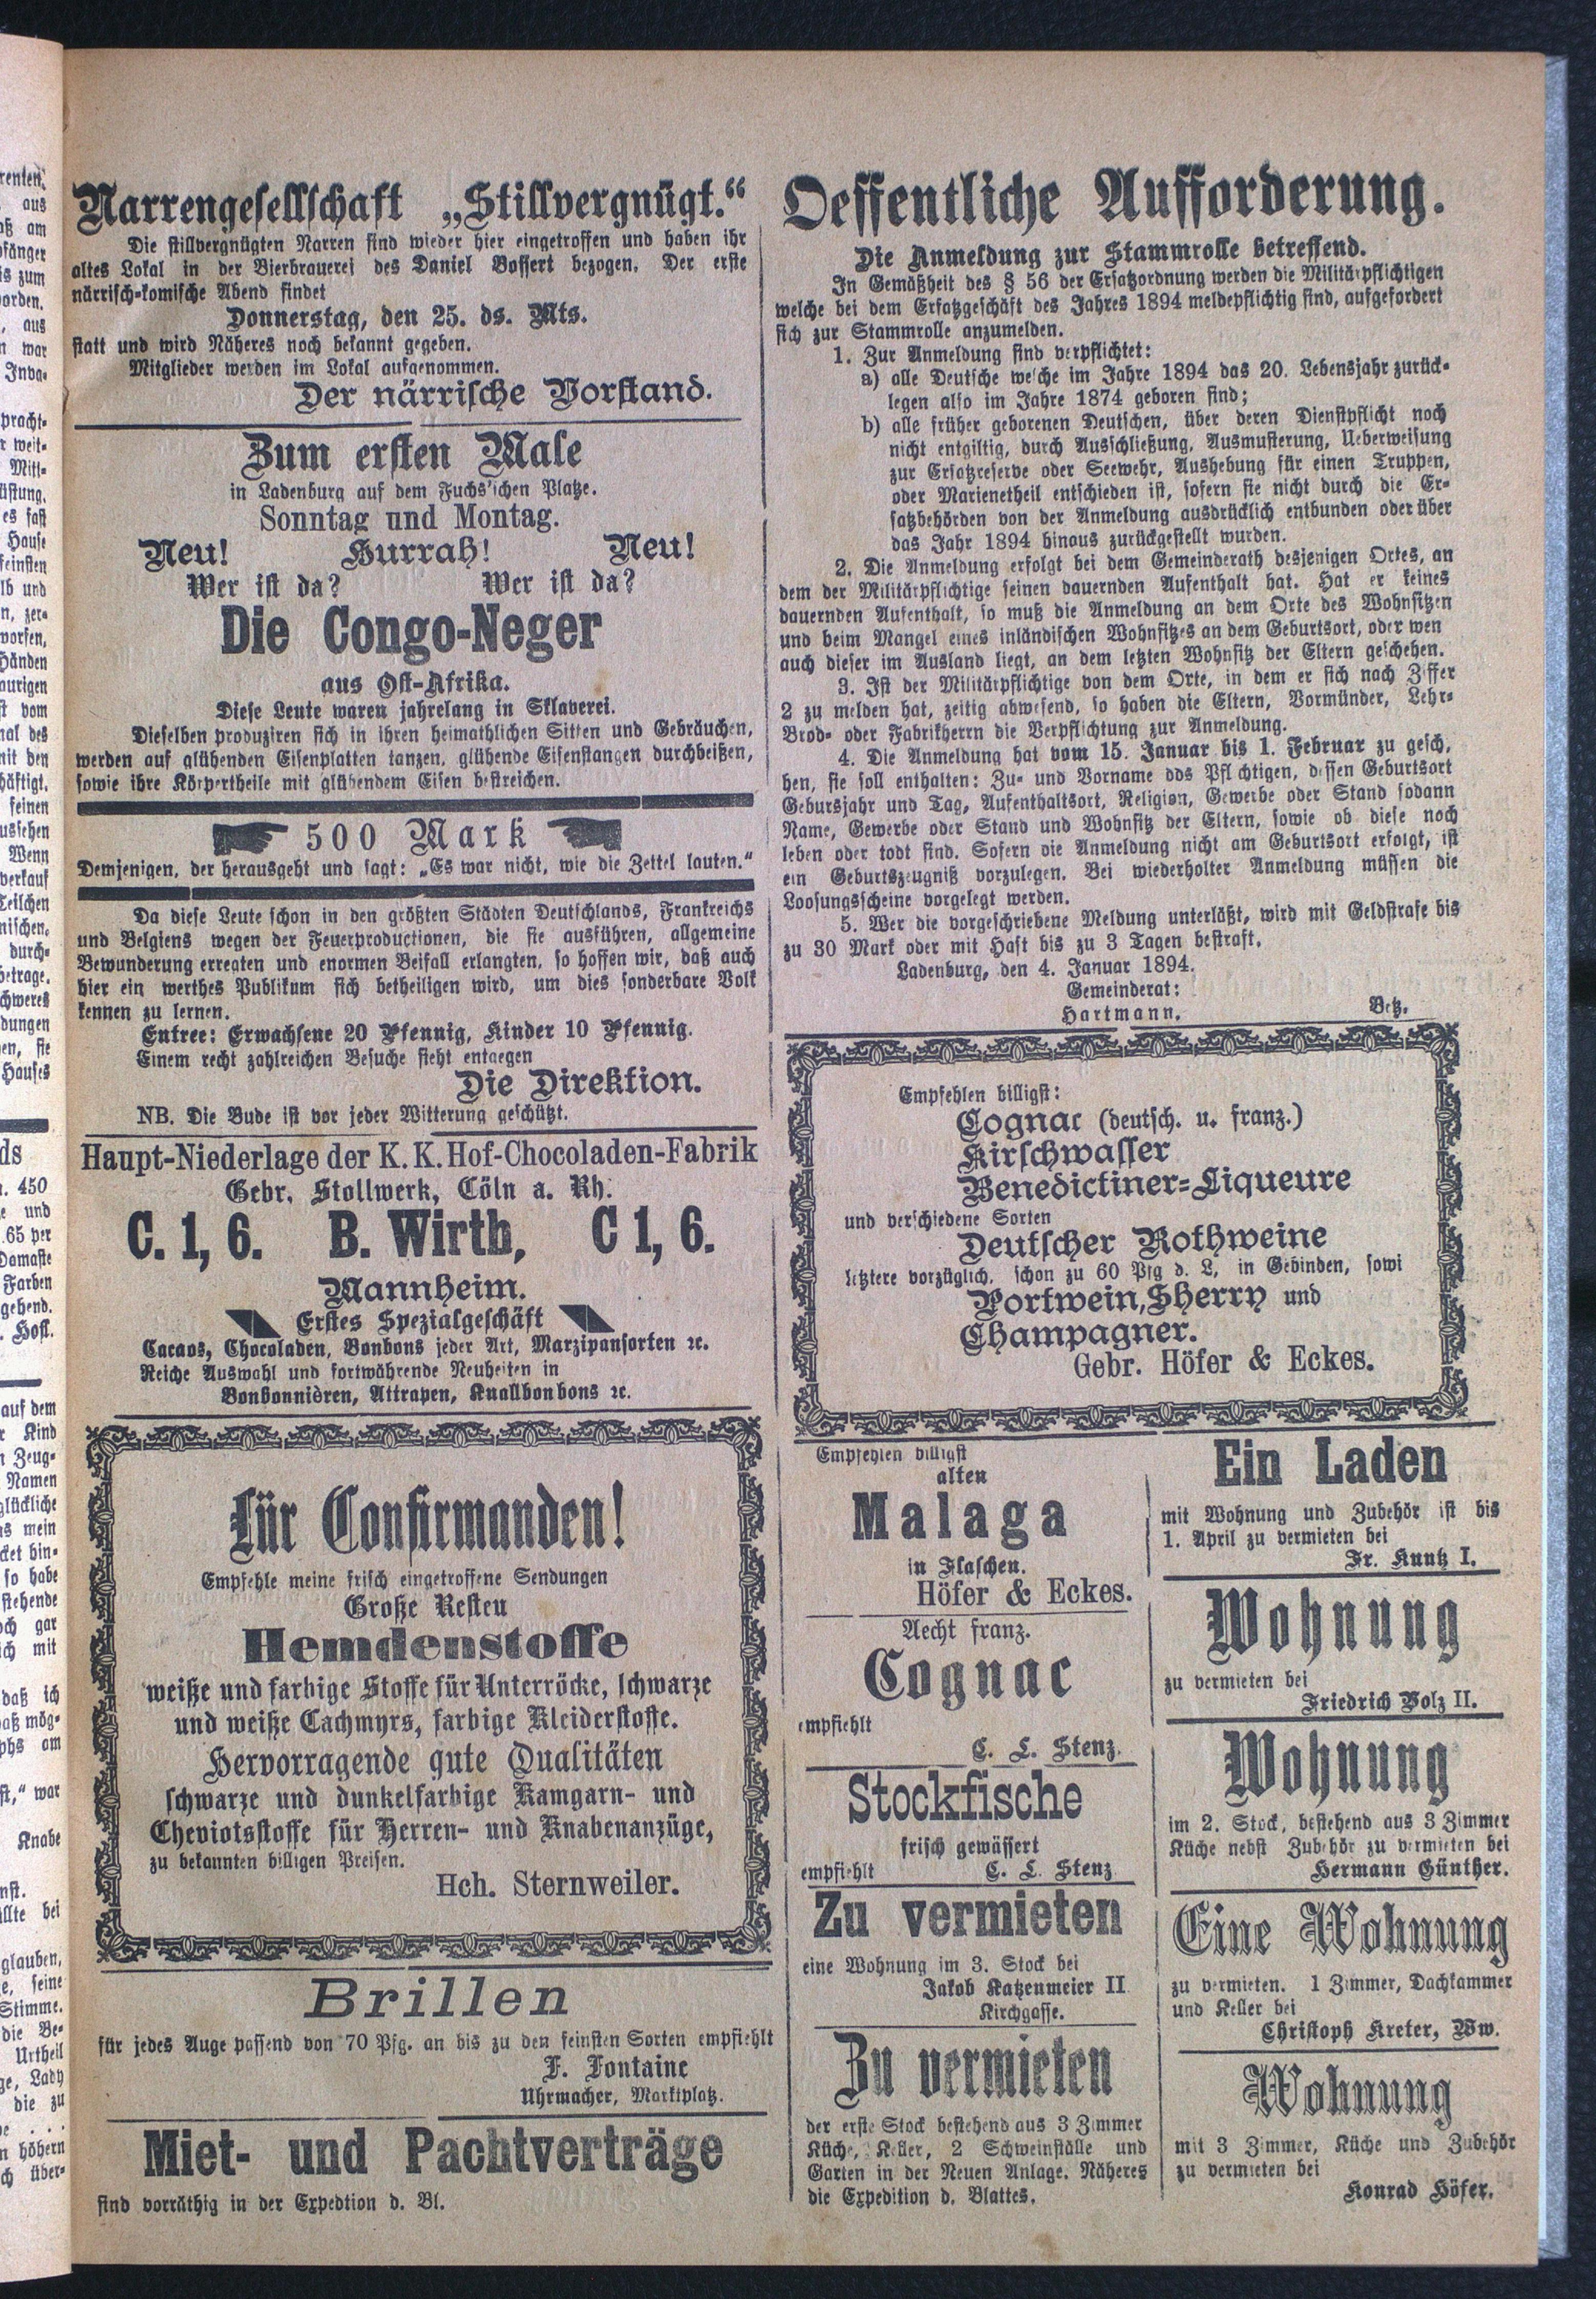 Narrengesellschaft „Stillvergnügt.“
Die stillvergnügten Narren sind wieder hier eingetroffen und haben ihr
altes Lokal in der Bierbrauerei des Daniel Bossert bezogen. Der erste
närrisch-komische Abend findet
Donnerstag, den 25. ds. Mts.
statt und wird Näheres noch bekannt gegeben.
Mitglieder werden im Lokal aufgenommen.
Der närrische Vorstand.
Zum ersten Male
in Ladenburg auf dem Fuchs'schen Platze.
Sonntag und Montag.
Neu! Hurrah! Neu!
Wer ist da? Wer ist da?
Die Congo-Neger
aus Ost-Afrika.
Diese Leute waren jahrelang in Sklaverei.
Dieselben produziren sich in ihren heimathlichen Sitten und Gebräuchen,
werden auf glühenden Eisenplatten tanzen, glühende Eisenstangen durchbeißen,
sowie ihre Körpertheile mit glühendem Eisen bestreichen.
500 Mark
Demjenigen, der herausgeht und sagt: „Es war nicht, wie die Zettel lauten.“
Da diese Leute schon in den größten Städten Deutschlands, Frankreichs
und Belgiens wegen der Feuerproductionen, die sie ausführen, allgemeine
Bewunderung erregten und enormen Beifall erlangten, so hoffen wir, daß auch
hier ein werthes Publikum sich betheiligen wird, um dies sonderbare Volk
kennen zu lernen.
Entree: Erwachsene 20 Pfennig, Kinder 10 Pfennig.
Einem recht zahlreichen Besuche sieht entgegen
Die Direktion.
NB. Die Bude ist vor jeder Witterung geschützt.
Haupt-Niederlage der K. K. Hof-Chocoladen-Fabrik
Gebr. Stollwerk, Cöln a. Rh.
C. 1, 6. B. Wirth, C 1, 6.
Mannheim.
Erstes Spezialgeschäft
Cacaos, Chocoladen, Bonbons jeder Art, Marzipansorten ꝛc.
Reiche Auswahl und fortwährende Neuheiten in
Bonbonnièren, Attrapen, Knallbonbons ꝛc.
Für Confirmanden!
Empfehle meine frisch eingetroffene Sendungen
Große Resten
Hemdenstoffe
weiße und farbige Stoffe für Unterröcke, schwarze
und weiße Cachmyrs, farbige Kleiderstoffe.
Hervorragende gute Qualitäten
schwarze und dunkelfarbige Kamgarn- und
Cheviotsstoffe für Herren- und Knabenanzüge,
zu bekannten billigen Preisen.
Hch. Sternweiler.
Brillen
für jedes Auge passend von 70 Pfg. an bis zu den feinsten Sorten empfiehlt
F. Fontaine
Uhrmacher, Marktplatz.
Miet- und Pachtverträge
sind vorräthig in der Expedtion d. Bl.
Oeffentliche Aufforderung.
Die Anmeldung zur Stammrolle betreffend.
In Gemäßheit des § 56 der Ersatzordnung werden die Militärpflichtigen
welche bei dem Ersatzgeschäft des Jahres 1894 meldepflichtig sind, aufgefordert
sich zur Stammrolle anzumelden.
1. Zur Anmeldung sind verpflichtet:
a) alle Deutsche welche im Jahre 1894 das 20. Lebensjahr zurück-
legen also im Jahre 1874 geboren sind;
b) alle früher geborenen Deutschen, über deren Dienstpflicht noch
nicht entgiltig, durch Ausschließung, Ausmusterung, Ueberweisung
zur Ersatzreserve oder Seewehr, Aushebung für einen Truppen,
oder Marienetheil entschieden ist, sofern sie nicht durch die Er-
satzbehörden von der Anmeldung ausdrücklich entbunden oder über
das Jahr 1894 hinaus zurückgestellt wurden.
2. Die Anmeldung erfolgt bei dem Gemeinderath desjenigen Ortes, an
dem der Militärpflichtige seinen dauernden Aufenthalt hat. Hat er keines
dauernden Aufenthalt, so muß die Anmeldung an dem Orte des Wohnsitzen
und beim Mangel eines inländischen Wohnsitzes an dem Geburtsort, oder wen
auch dieser im Ausland liegt, an dem letzten Wohnsitz der Eltern geschehen.
3. Ist der Militärpflichtige von dem Orte, in dem er sich nach Ziffer
2 zu melden hat, zeitig abwesend, so haben die Eltern, Vormünder, Lehr-
Brod- oder Fabrikherrn die Verpflichtung zur Anmeldung.
4. Die Anmeldung hat vom 15. Januar bis 1. Februar zu gesch,
hen, sie soll enthalten: Zu- und Vorname dds Pflichtigen, dessen Geburtsort
Gebursjahr und Tag, Aufenthaltsort, Religion, Gewerbe oder Stand sodann
Name, Gewerbe oder Stand und Wohnsitz der Eltern, sowie ob diese noch
leben oder todt sind. Sofern die Anmeldung nicht am Geburtsort erfolgt, ist
ein Geburtszeugniß vorzulegen. Bei wiederholter Anmeldung müssen die
Loosungsscheine vorgelegt werden.
5. Wer die vorgeschriebene Meldung unterläßt, wird mit Geldstrafe bis
zu 30 Mark oder mit Haft bis zu 3 Tagen bestraft.
Ladenburg, den 4. Januar 1894.
Gemeinderat:
Hartmann. Betz.
Empfehlen billigst:
Cognac (deutsch. u. franz.)
Kirschwasser
Benedictiner-Liqueure
und verschiedene Sorten
Deutscher Rothweine
letztere vorzüglich, schon zu 60 Pfg d. L, in Gebinden, sowi
Portwein, Sherry und
Champagner.
Gebr. Höfer & Eckes.
Empfehlen billigst
alten
Malaga
in Flaschen.
Höfer & Eckes.
Aecht franz.
Cognac
empfiehlt
C. L. Stenz.
Stockfische
frisch gewässert
empfiehlt C. L. Stenz
Zu vermieten
eine Wohnung im 3. Stock bei
Jakob Katzenmeier II
Kirchgasse.
Zu vermieten
der erste Stock bestehend aus 3 Zimmer
Küche, Keller, 2 Schweinställe und
Garten in der Neuen Anlage. Näheres
die Expedition d. Blattes.
Ein Laden
mit Wohnung und Zubehör ist bis
1. April zu vermieten bei
Fr. Kuntz I.
Wohnung
zu vermieten bei
Friedrich Volz II.
Wohnung
im 2. Stock, bestehend aus 3 Zimmer
Küche nebst Zubehör zu vermieten bei
Hermann Günther.
Eine Wohnung
zu vermieten. 1 Zimmer, Dachkammer
und Keller bei
Christoph Kreter, Ww.
Wohnung
mit 3 Zimmer, Küche und Zubehör
zu vermieten bei
Konrad Höfer.